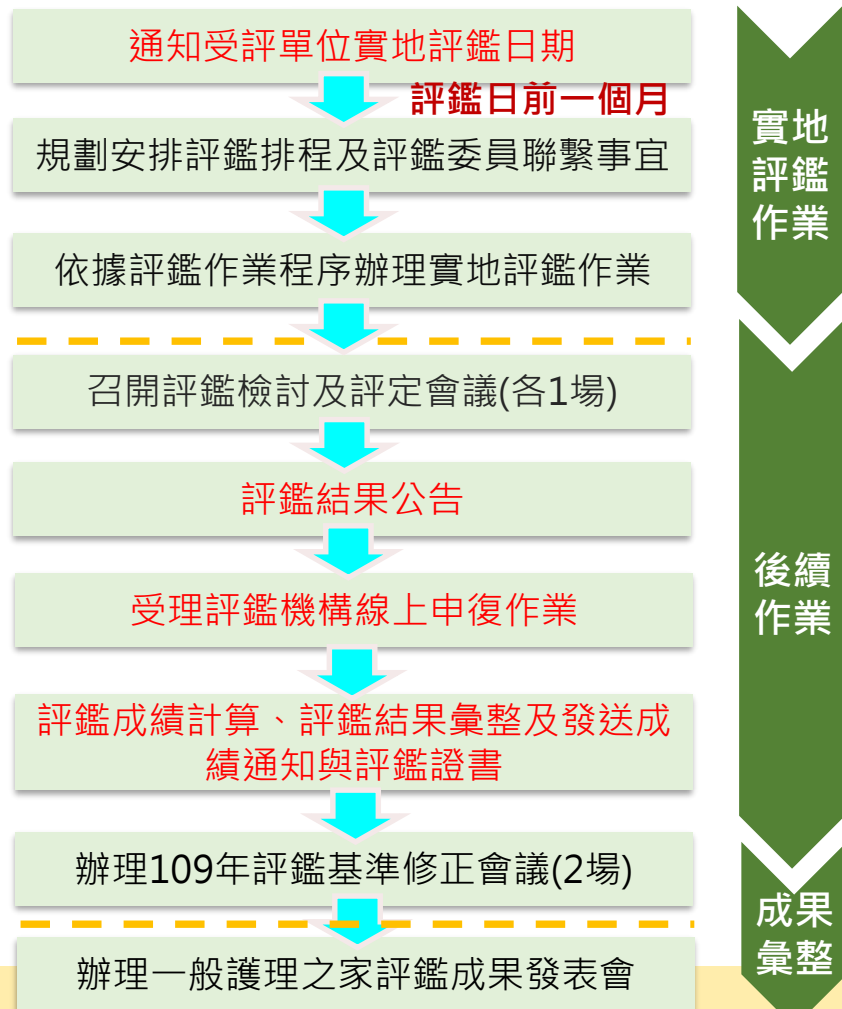 通知受評單位實地評鑑日期
評鑑日前一個月
規劃安排評鑑排程及評鑑委員聯繫事宜
依據評鑑作業程序辦理實地評鑑作業
實地
評鑑
作業
召開評鑑檢討及評定會議(各1場)
評鑑結果公告
受理評鑑機構線上申復作業
評鑑成績計算、評鑑結果彙整及發送成
績通知與評鑑證書
辦理109年評鑑基準修正會議(2場)
後續
作業
辦理一般護理之家評鑑成果發表會
成果
彙整